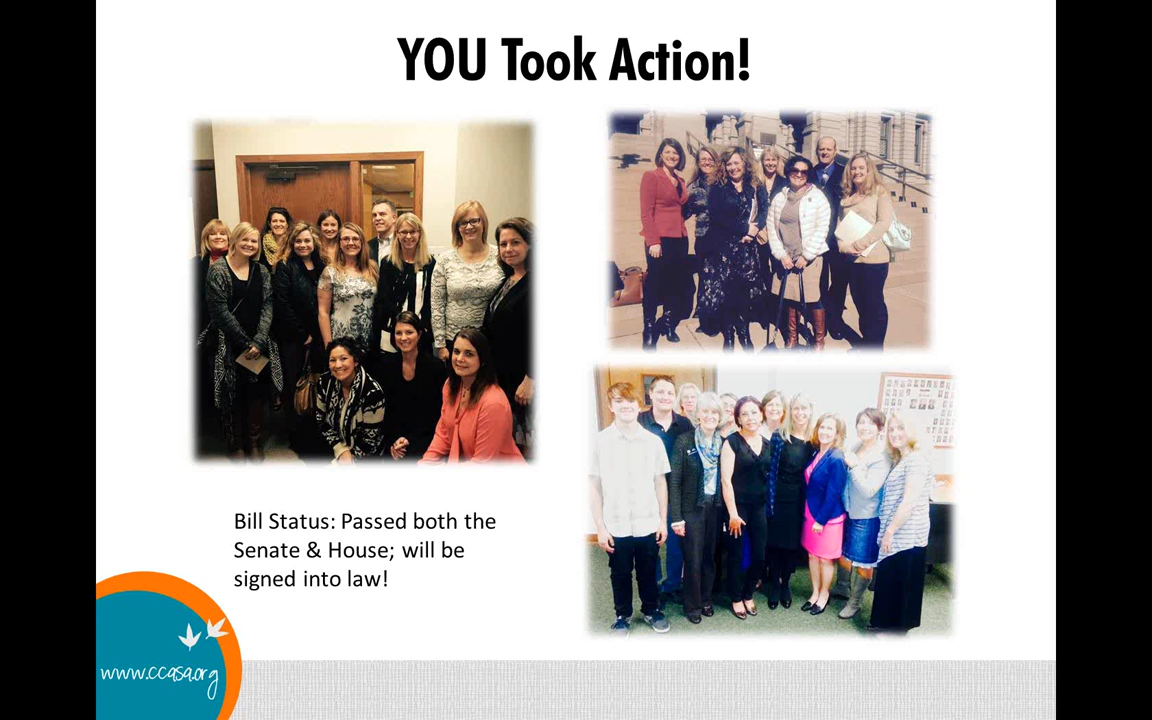 YOU Took Action!
Bill Status: Passed both the
Senate & House; will be
signed into law!
www.ccasa.org